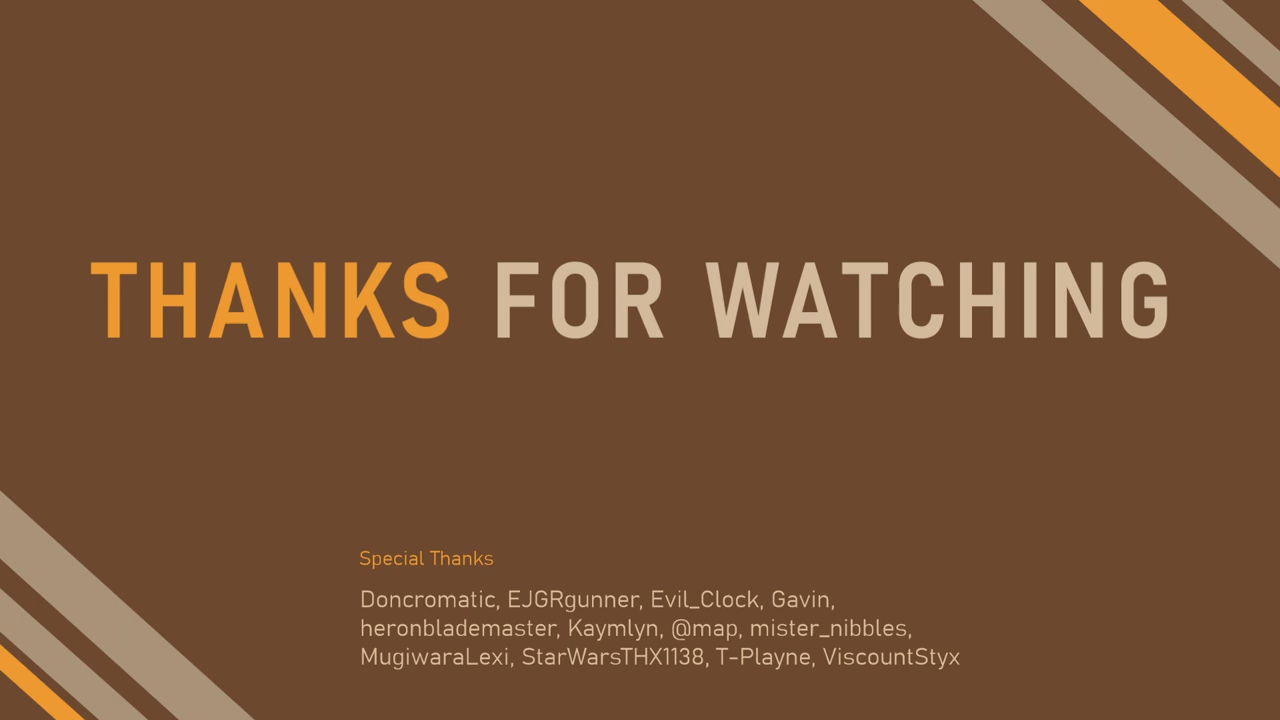 THANKS FOR WATCHING
Special Thanks
Doncromatic, EJGRgunner, Evil_Clock, Gavin,
heronblademaster, Kaymlyn, @map, mister_nibbles,
MugiwaraLexi, StarWarsTHX1138, T-Playne, ViscountStyx